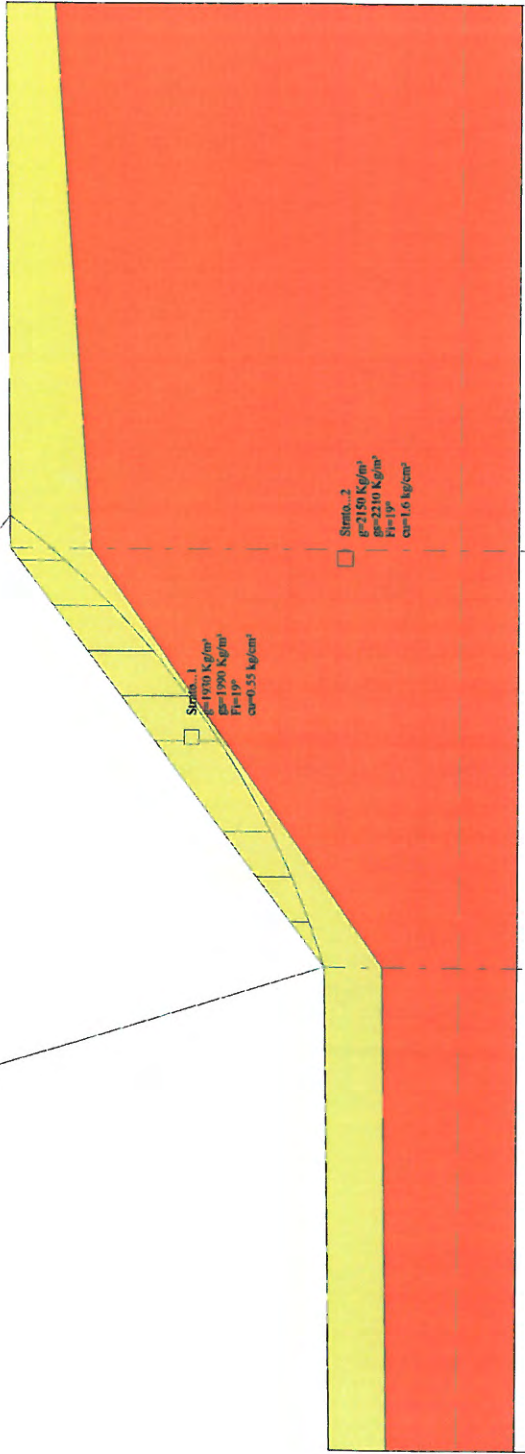 Strato...1
g=1930 Kg/m³
gs=1990 Kg/m³
Fi=19°
cu=0.55 kg/cm²
Strato...2
g=2150 Kg/m³
gs=2210 Kg/m³
Fi=19°
cu=1.6 kg/cm²